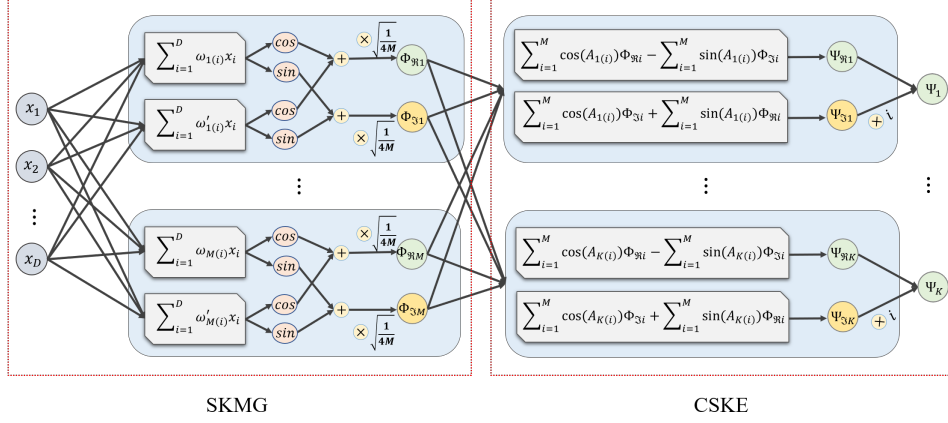 x₁
x₂
⋮
x_D
∑_{i=1}^{D} ω_{1(i)}x_i
cos
sin
+
× √(1/4M)
Φ_{ℜ1}
∑_{i=1}^{D} ω′_{1(i)}x_i
cos
sin
+
× √(1/4M)
Φ_{ℑ1}
⋮
∑_{i=1}^{D} ω_{M(i)}x_i
cos
sin
+
× √(1/4M)
Φ_{ℜM}
∑_{i=1}^{D} ω′_{M(i)}x_i
cos
sin
+
× √(1/4M)
Φ_{ℑM}
SKMG
∑_{i=1}^{M} cos(A_{1(i)})Φ_{ℜi} − ∑_{i=1}^{M} sin(A_{1(i)})Φ_{ℑi}
Ψ_{ℜ1}
∑_{i=1}^{M} cos(A_{1(i)})Φ_{ℑi} + ∑_{i=1}^{M} sin(A_{1(i)})Φ_{ℜi}
Ψ_{ℑ1}
+ i
Ψ₁
⋮
⋮
∑_{i=1}^{M} cos(A_{K(i)})Φ_{ℜi} − ∑_{i=1}^{M} sin(A_{K(i)})Φ_{ℑi}
Ψ_{ℜK}
∑_{i=1}^{M} cos(A_{K(i)})Φ_{ℑi} + ∑_{i=1}^{M} sin(A_{K(i)})Φ_{ℜi}
Ψ_{ℑK}
+ i
Ψ_K
CSKE